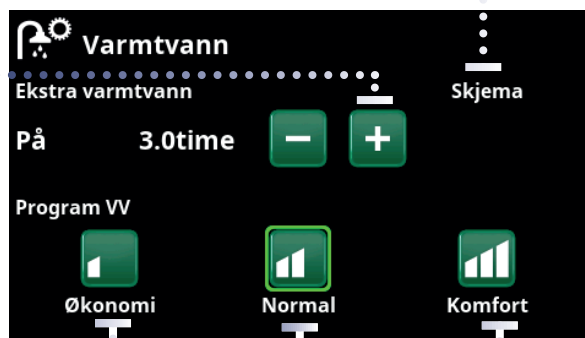 Varmtvann
Ekstra varmtvann
Skjema
På 3.0time
Program VV
Økonomi Normal Komfort